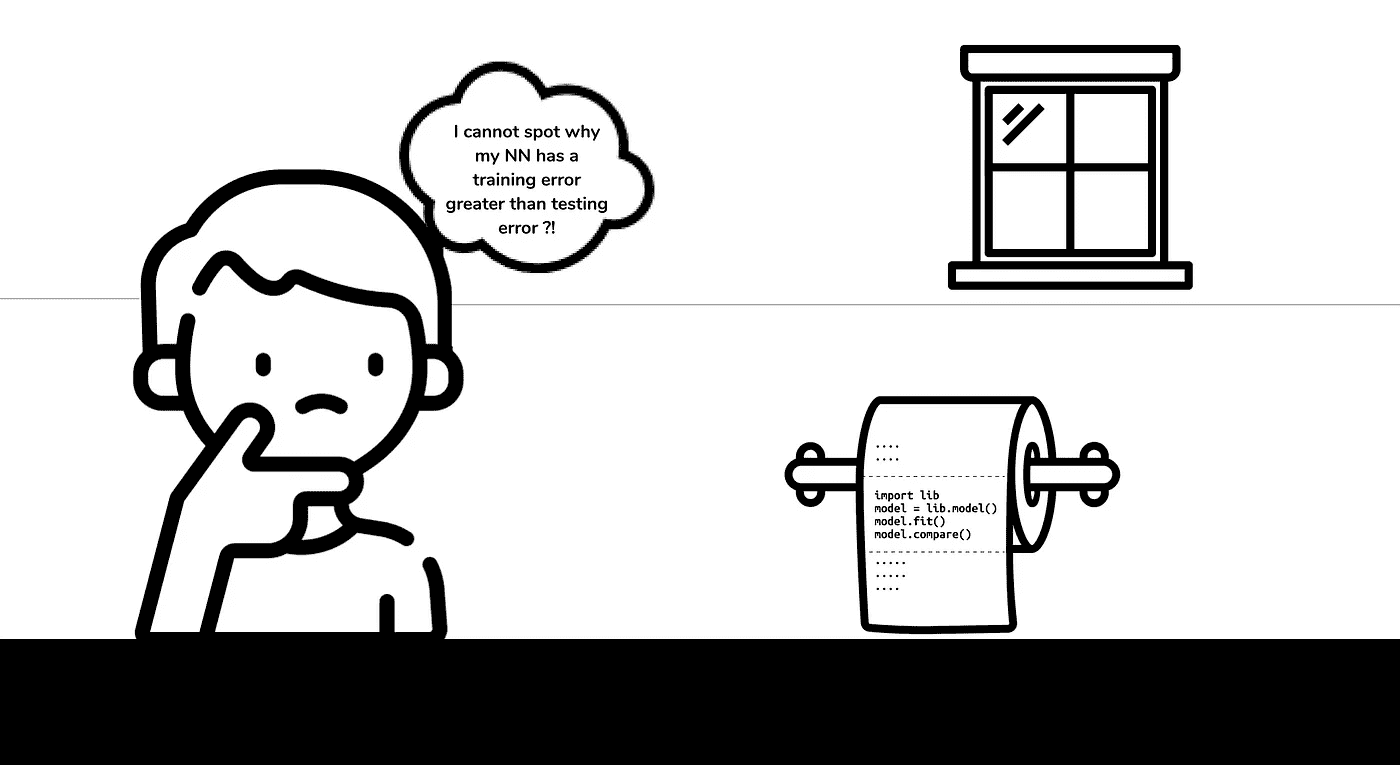 I cannot spot why
my NN has a
training error
greater than testing
error ?!
....
....
import lib
model = lib.model()
model.fit()
model.compare()
.....
.....
....